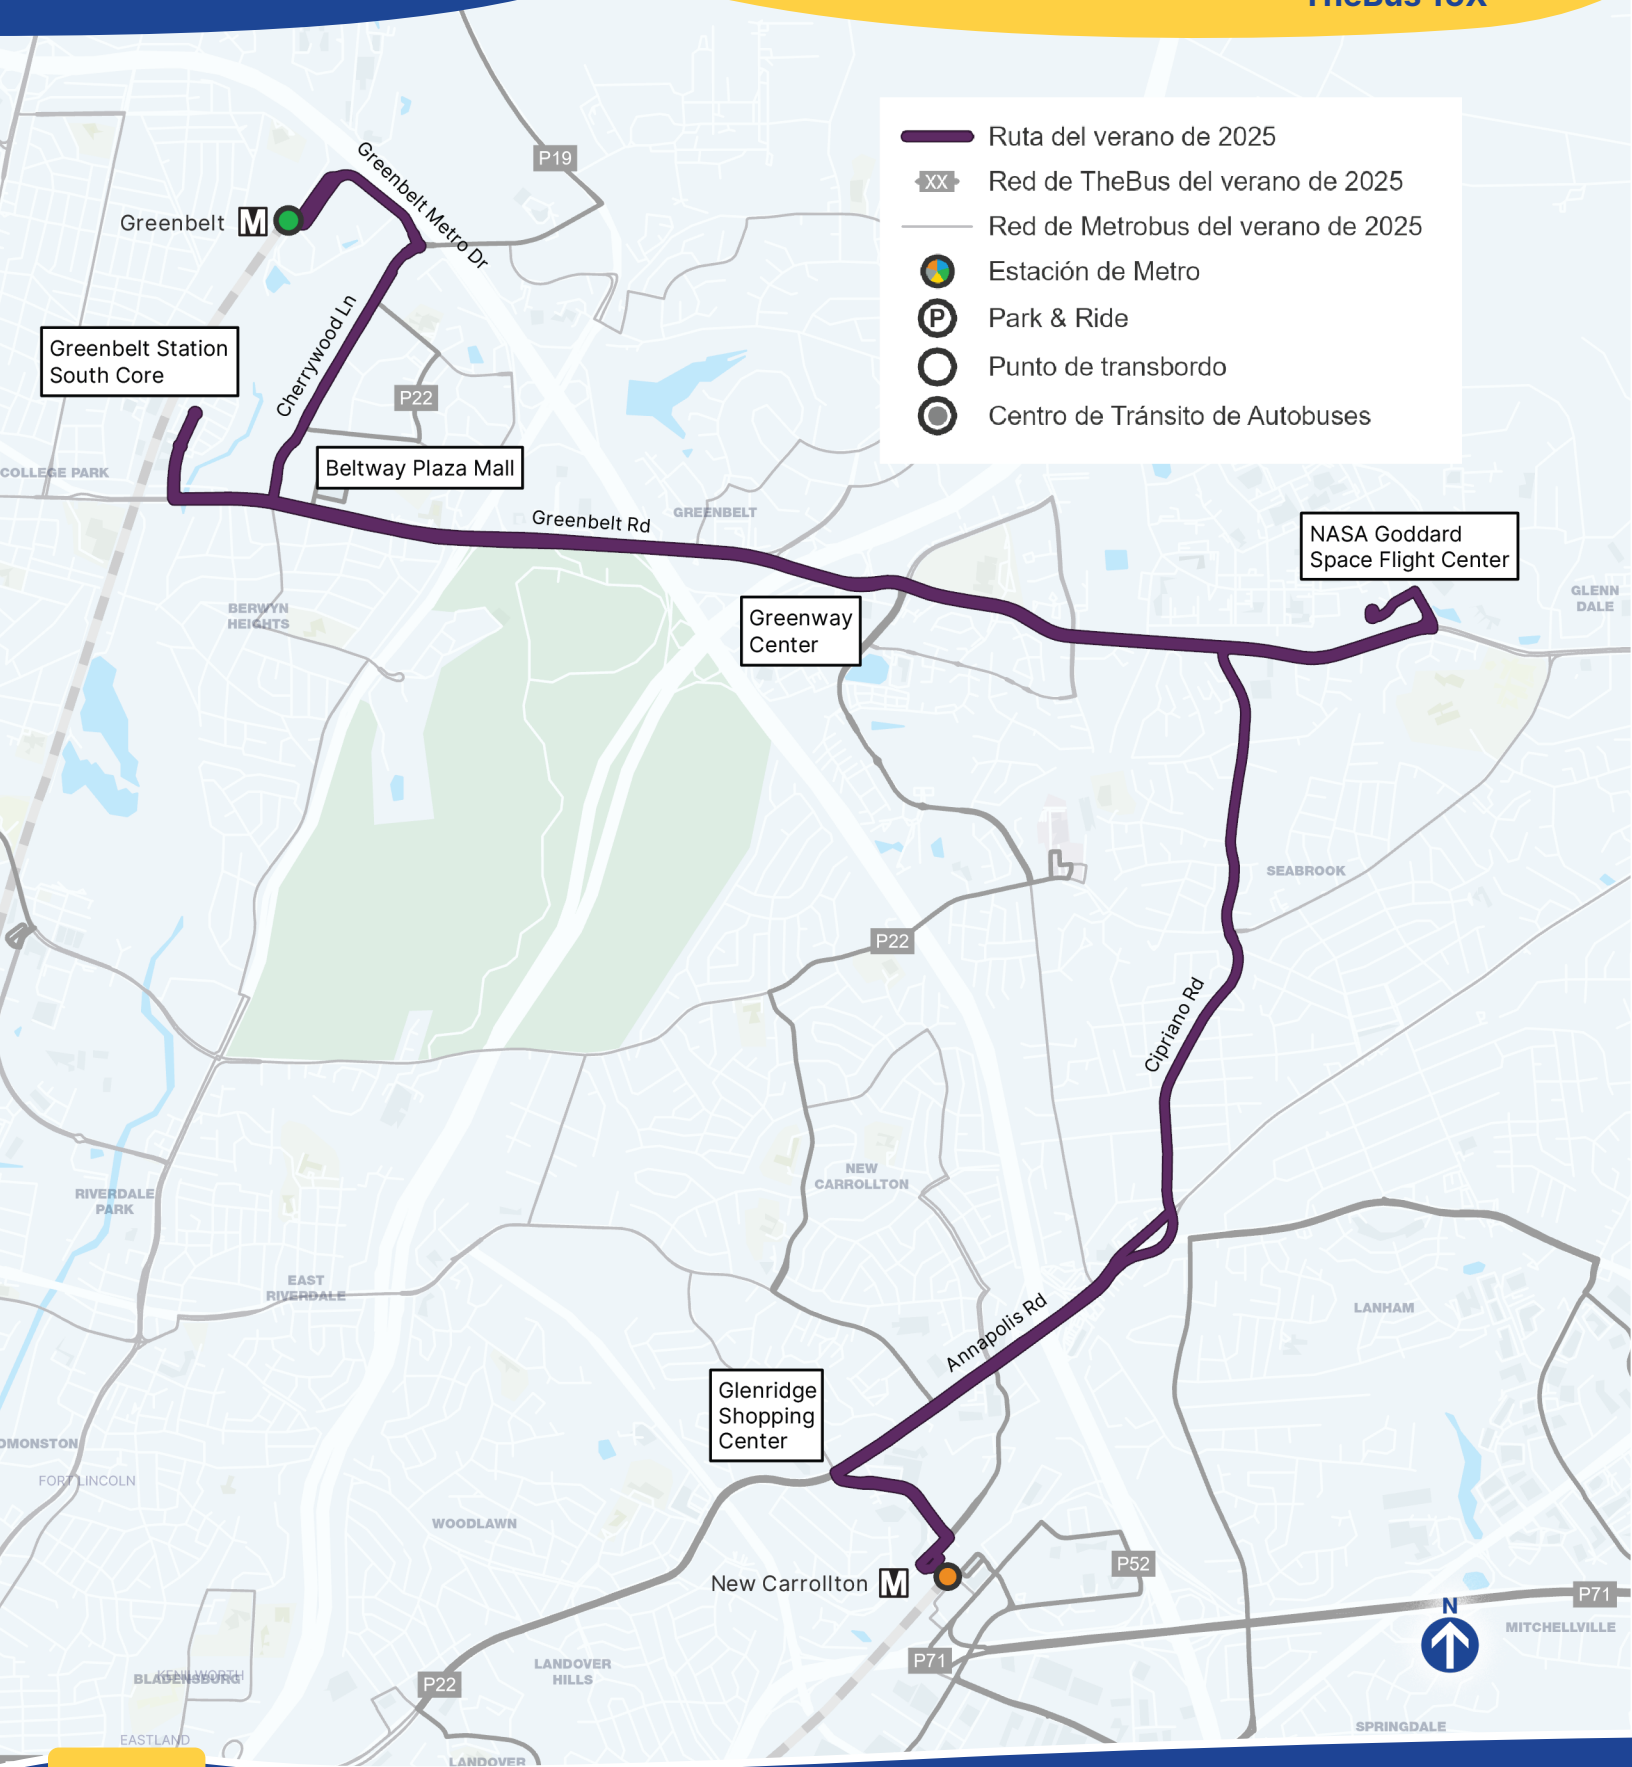 Ruta del verano de 2025
XX
Red de TheBus del verano de 2025
Red de Metrobus del verano de 2025
Estación de Metro
P
Park & Ride
Punto de transbordo
Centro de Tránsito de Autobuses
P19
Greenbelt Metro Dr
Greenbelt
M
Greenbelt Station
South Core
Cherrywood Ln
P22
Beltway Plaza Mall
COLLEGE PARK
Greenbelt Rd
GREENBELT
NASA Goddard
Space Flight Center
GLENN
DALE
BERWYN
HEIGHTS
Greenway
Center
SEABROOK
P22
Cipriano Rd
NEW
CARROLLTON
RIVERDALE
PARK
EAST
RIVERDALE
LANHAM
Annapolis Rd
Glenridge
Shopping
Center
DMONSTON
FORT LINCOLN
WOODLAWN
New Carrollton
M
P52
P71
N
MITCHELLVILLE
P71
LANDOVER
HILLS
P22
BLADENSBURG
KENILWORTH
EASTLAND
SPRINGDALE
LANDOVER